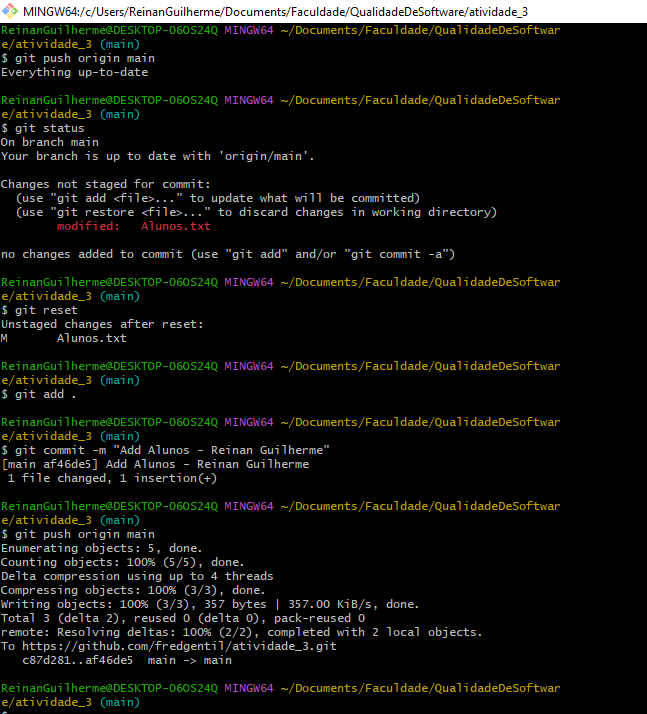 MINGW64:/c/Users/ReinanGuilherme/Documents/Faculdade/QualidadeDeSoftware/atividade_3
ReinanGuilherme@DESKTOP-06OS24Q MINGW64 ~/Documents/Faculdade/QualidadeDeSoftwar
e/atividade_3 (main)
$ git push origin main
Everything up-to-date
ReinanGuilherme@DESKTOP-06OS24Q MINGW64 ~/Documents/Faculdade/QualidadeDeSoftwar
e/atividade_3 (main)
$ git status
On branch main
Your branch is up to date with 'origin/main'.
Changes not staged for commit:
  (use "git add <file>..." to update what will be committed)
  (use "git restore <file>..." to discard changes in working directory)
        modified:   Alunos.txt
no changes added to commit (use "git add" and/or "git commit -a")
ReinanGuilherme@DESKTOP-06OS24Q MINGW64 ~/Documents/Faculdade/QualidadeDeSoftwar
e/atividade_3 (main)
$ git reset
Unstaged changes after reset:
M       Alunos.txt
ReinanGuilherme@DESKTOP-06OS24Q MINGW64 ~/Documents/Faculdade/QualidadeDeSoftwar
e/atividade_3 (main)
$ git add .
ReinanGuilherme@DESKTOP-06OS24Q MINGW64 ~/Documents/Faculdade/QualidadeDeSoftwar
e/atividade_3 (main)
$ git commit -m "Add Alunos - Reinan Guilherme"
[main af46de5] Add Alunos - Reinan Guilherme
 1 file changed, 1 insertion(+)
ReinanGuilherme@DESKTOP-06OS24Q MINGW64 ~/Documents/Faculdade/QualidadeDeSoftwar
e/atividade_3 (main)
$ git push origin main
Enumerating objects: 5, done.
Counting objects: 100% (5/5), done.
Delta compression using up to 4 threads
Compressing objects: 100% (3/3), done.
Writing objects: 100% (3/3), 357 bytes | 357.00 KiB/s, done.
Total 3 (delta 2), reused 0 (delta 0), pack-reused 0
remote: Resolving deltas: 100% (2/2), completed with 2 local objects.
To https://github.com/fredgentil/atividade_3.git
   c87d281..af46de5  main -> main
ReinanGuilherme@DESKTOP-06OS24Q MINGW64 ~/Documents/Faculdade/QualidadeDeSoftwar
e/atividade_3 (main)